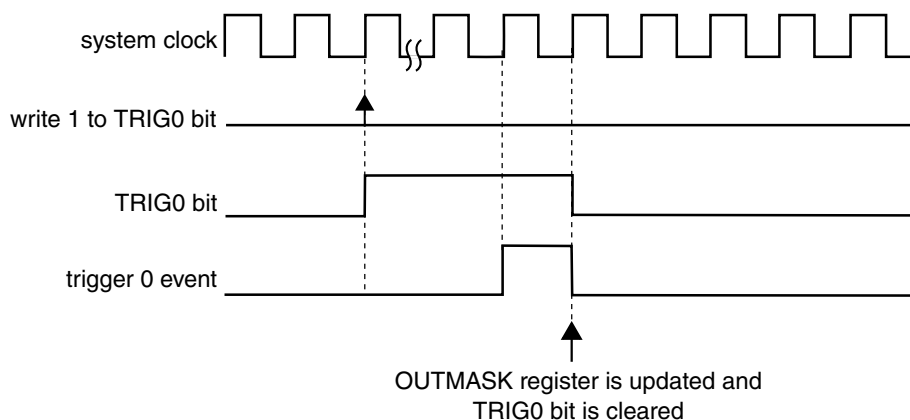 system clock
write 1 to TRIG0 bit
TRIG0 bit
trigger 0 event
OUTMASK register is updated and
TRIG0 bit is cleared